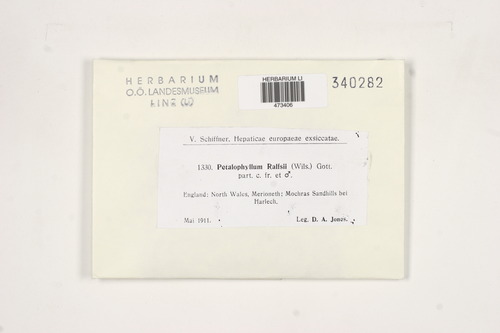 HERBARIUM
O.Ö. LANDESMUSEUM
LINZ
HERBARIUM LI
473406
340282
V. Schiffner, Hepaticae europaeae exsiccatae.
1330. Petalophyllum Ralfsii (Wils.) Gott.
part. c. fr. et ♂.
England: North Wales, Merioneth; Mochras Sandhills bei
Harlech.
Mai 1911.
Leg. D. A. Jones.